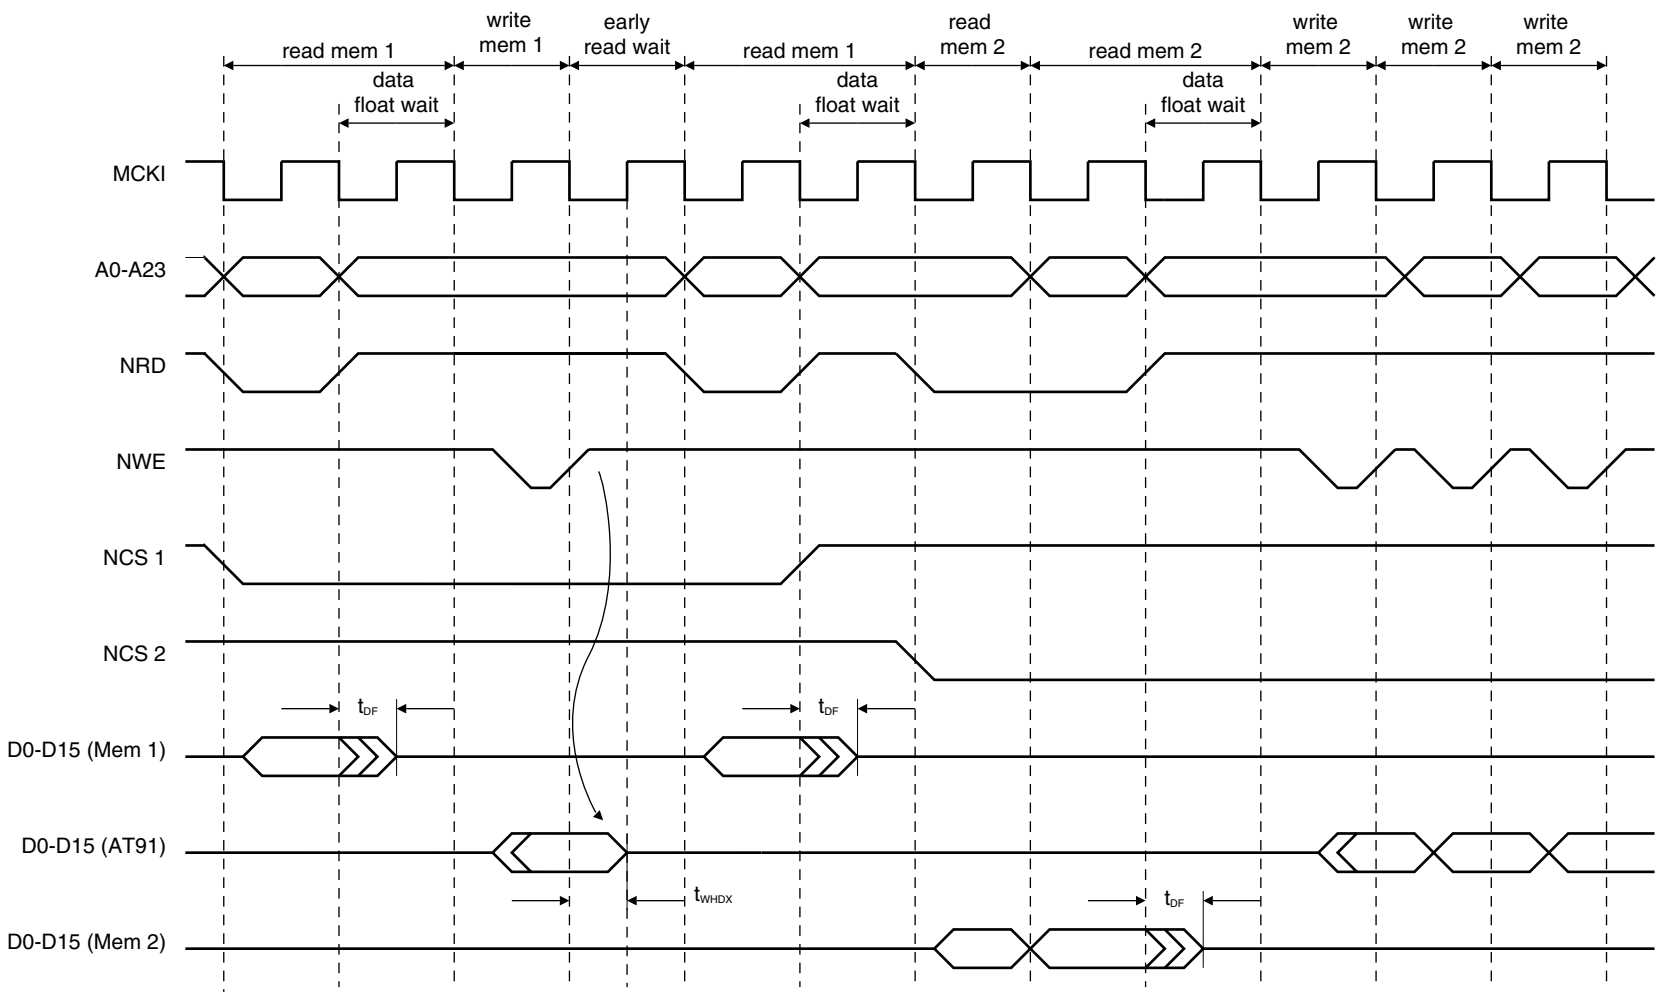 write early read write write write
read mem 1 mem 1 read wait read mem 1 mem 2 read mem 2 mem 2 mem 2 mem 2
data data data
float wait float wait float wait
MCKI
A0-A23
NRD
NWE
NCS 1
NCS 2
tDF tDF
D0-D15 (Mem 1)
D0-D15 (AT91)
tWHDX tDF
D0-D15 (Mem 2)